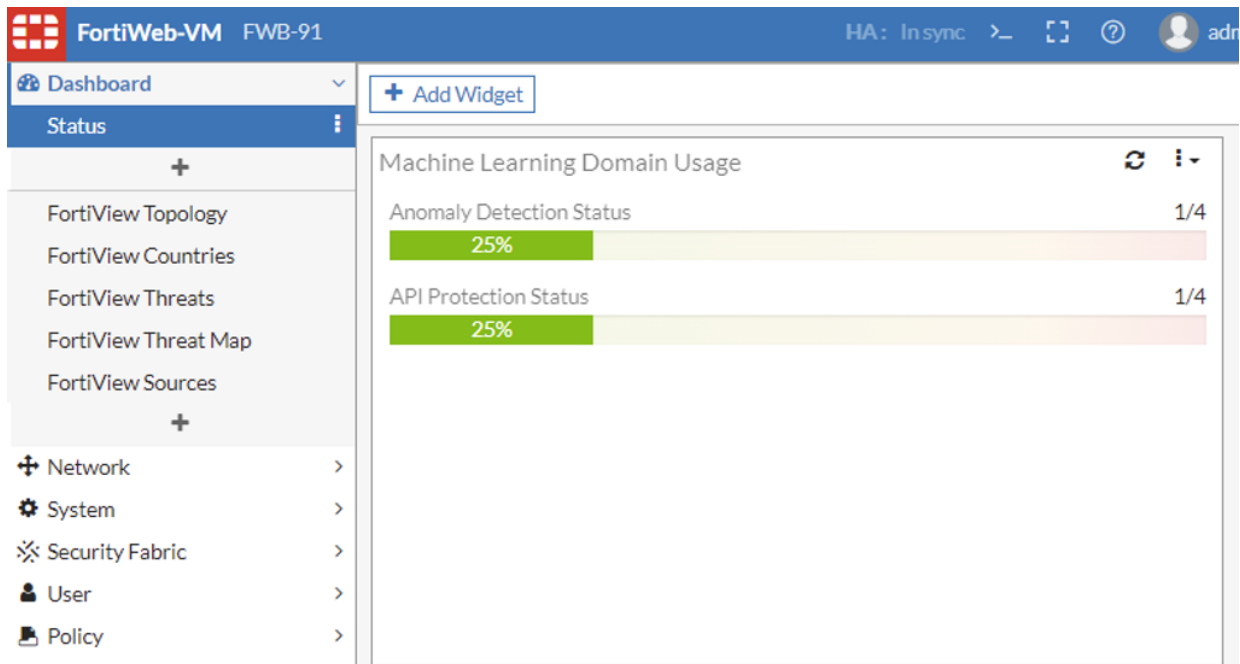 FortiWeb-VM FWB-91 HA: In sync
Dashboard
Add Widget
Status
Machine Learning Domain Usage
FortiView Topology
Anomaly Detection Status 1/4
25%
FortiView Countries
FortiView Threats
API Protection Status 1/4
25%
FortiView Threat Map
FortiView Sources
Network
System
Security Fabric
User
Policy